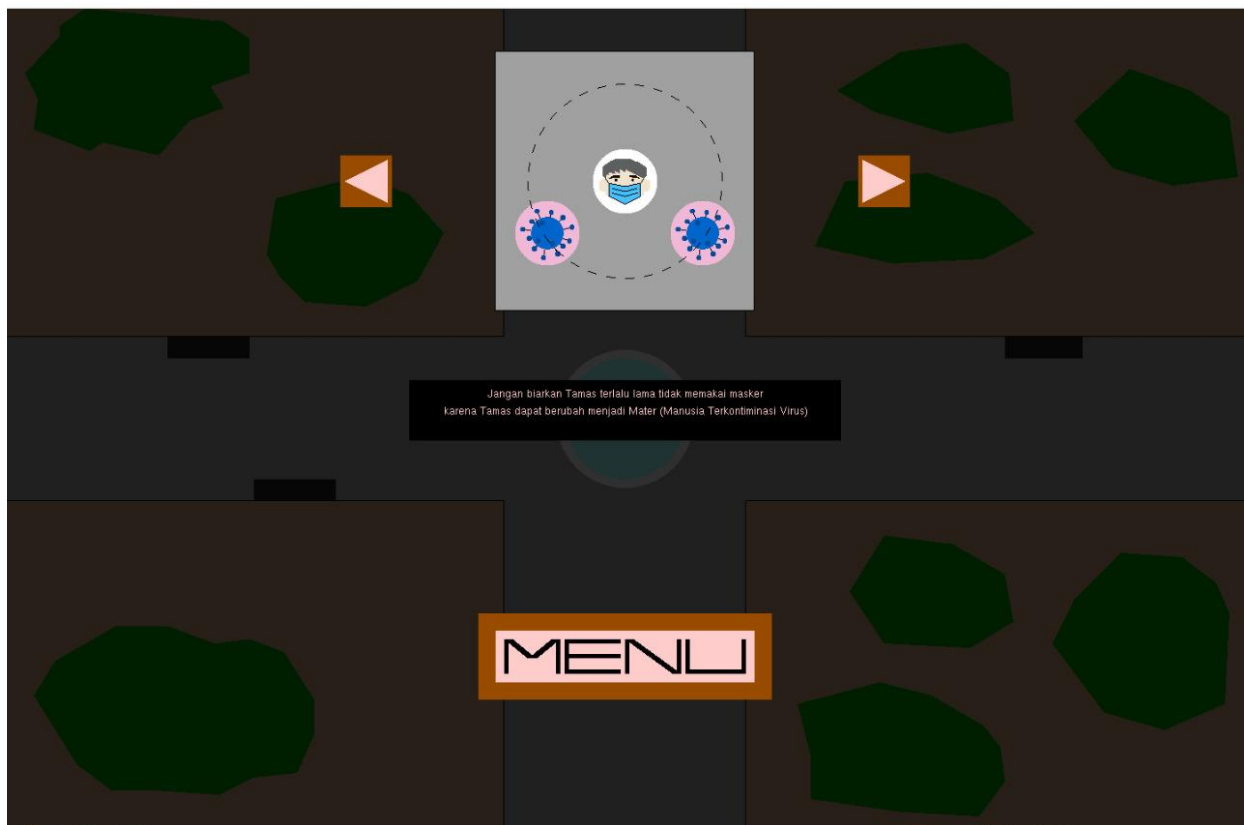 Jangan biarkan Tamas terlalu lama tidak memakai masker
karena Tamas dapat berubah menjadi Mater (Manusia Terkontiminasi Virus)
MENU